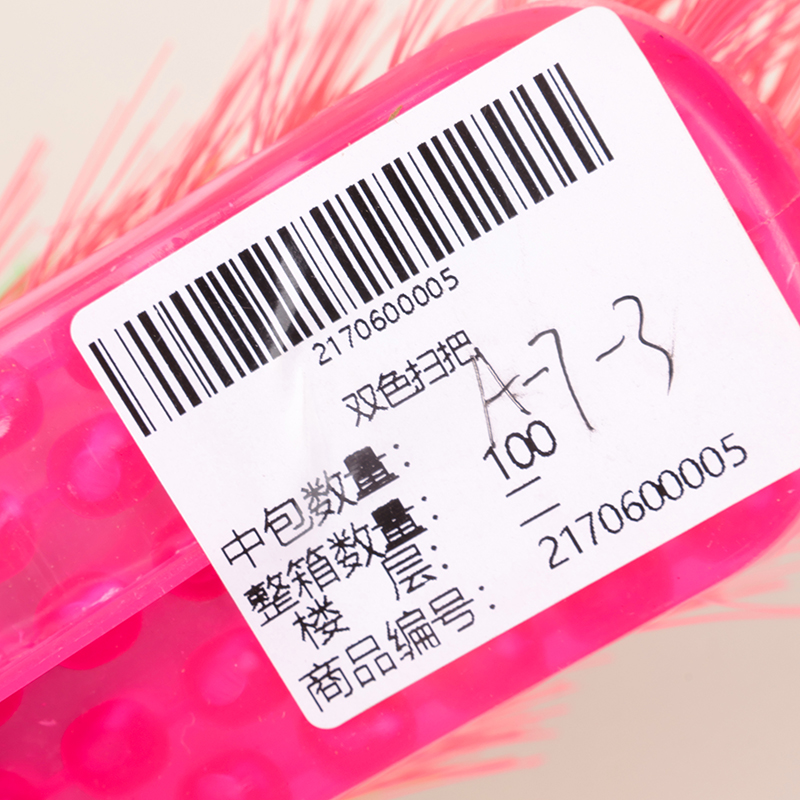 2170600005
双色扫把
A-7-3
中包数量:
整箱数量: 100
楼 层: 二
商品编号: 2170600005